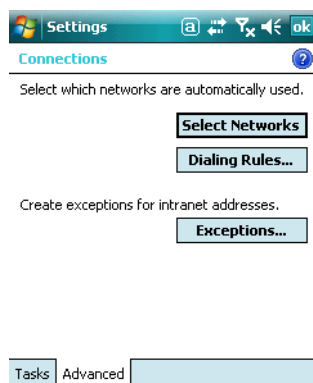 Settings a ok
Connections ?
Select which networks are automatically used.
Select Networks
Dialing Rules...
Create exceptions for intranet addresses.
Exceptions...
Tasks Advanced